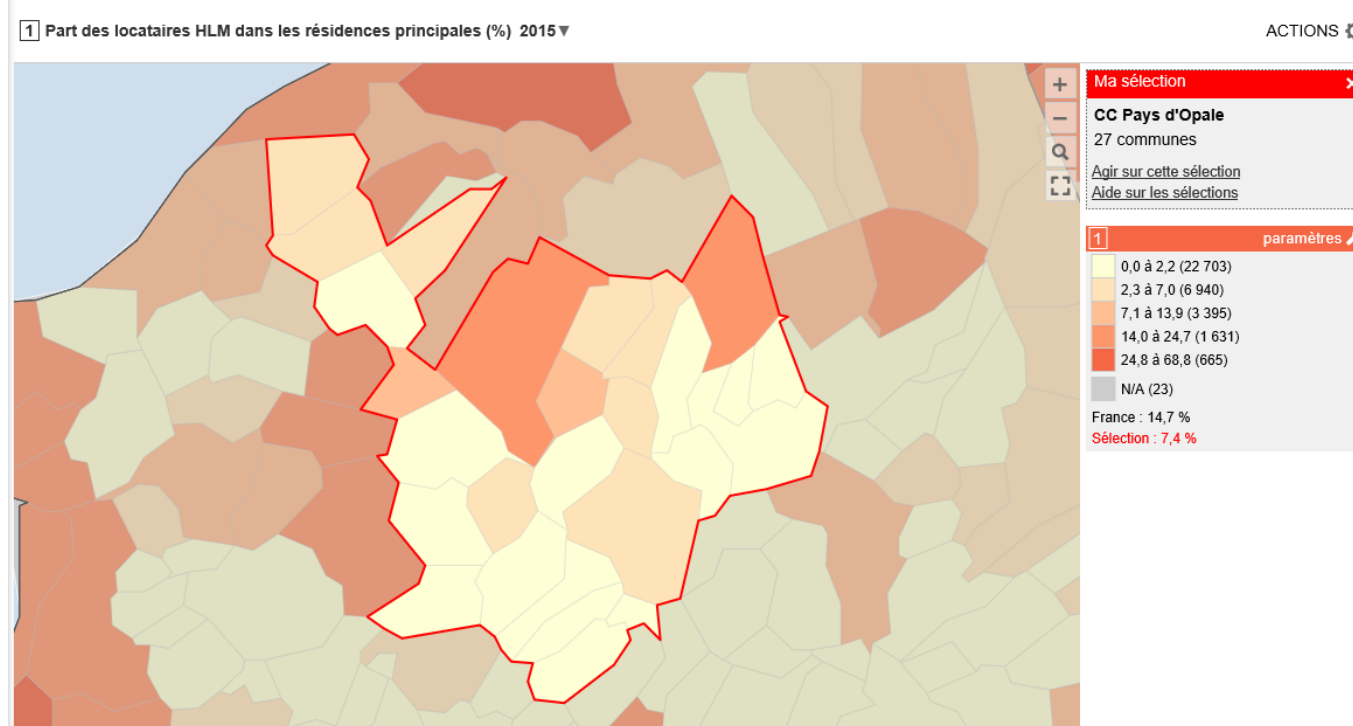 1 Part des locataires HLM dans les résidences principales (%) 2015▼
ACTIONS
+
−
Ma sélection ×
CC Pays d'Opale
27 communes
Agir sur cette sélection
Aide sur les sélections
1 paramètres
0,0 à 2,2 (22 703)
2,3 à 7,0 (6 940)
7,1 à 13,9 (3 395)
14,0 à 24,7 (1 631)
24,8 à 68,8 (665)
N/A (23)
France : 14,7 %
Sélection : 7,4 %